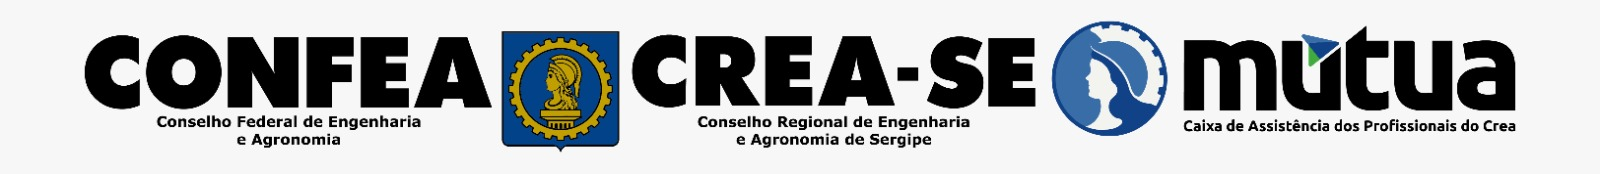 CONFEA
Conselho Federal de Engenharia
e Agronomia
CREA-SE
Conselho Regional de Engenharia
e Agronomia de Sergipe
mútua
Caixa de Assistência dos Profissionais do Crea